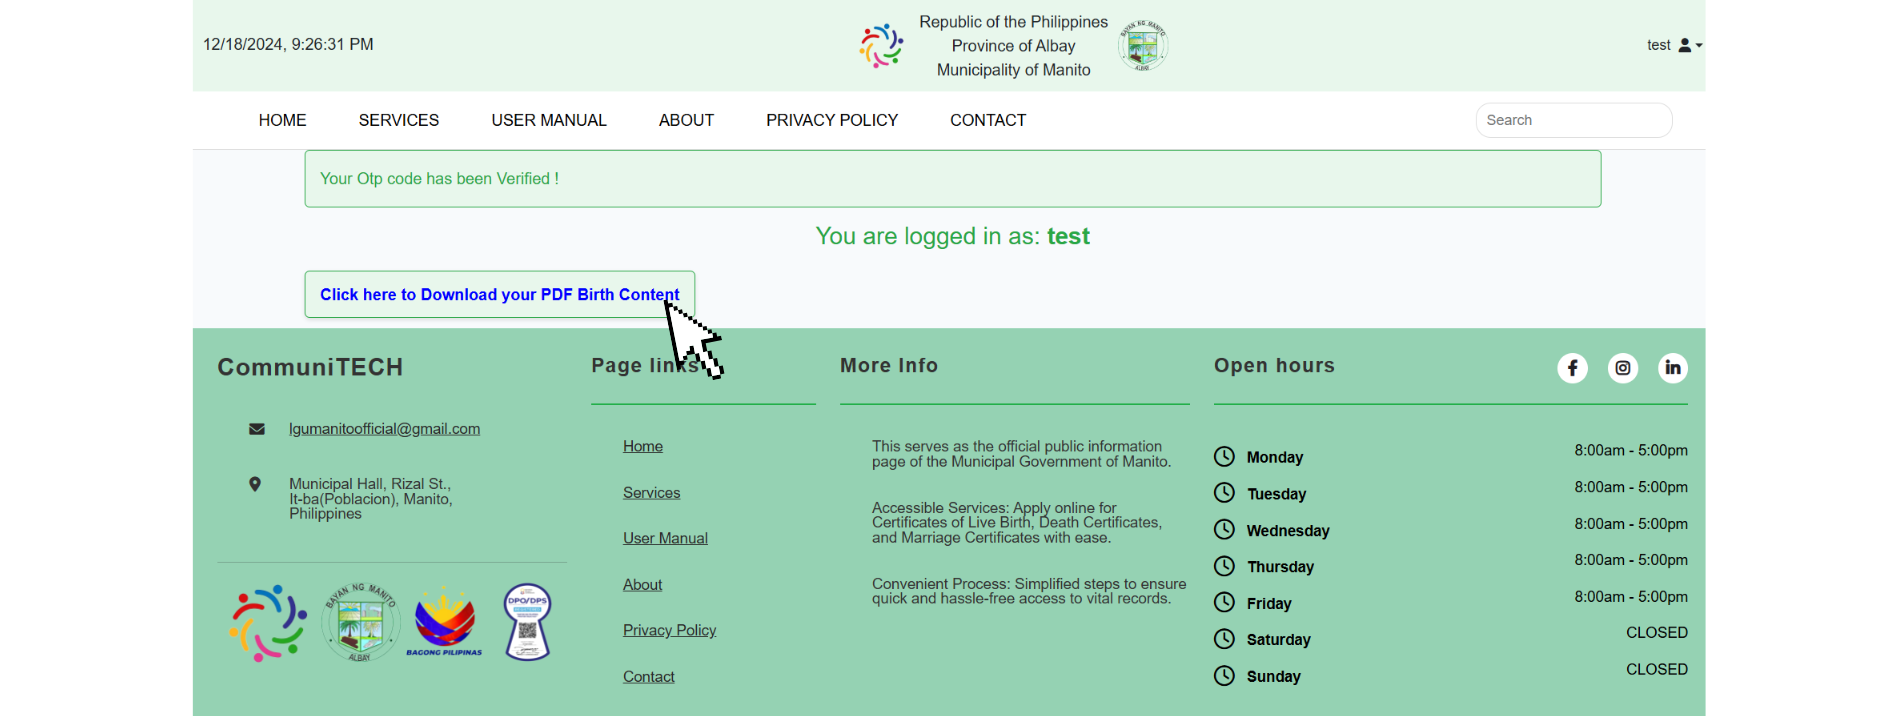 12/18/2024, 9:26:31 PM
Republic of the Philippines
Province of Albay
Municipality of Manito
BAYAN NG MANITO
ALBAY
test
HOME
SERVICES
USER MANUAL
ABOUT
PRIVACY POLICY
CONTACT
Search
Your Otp code has been Verified !
You are logged in as: test
Click here to Download your PDF Birth Content
CommuniTECH
lgumanitoofficial@gmail.com
Municipal Hall, Rizal St.,
It-ba(Poblacion), Manito,
Philippines
BAYAN NG MANITO
ALBAY
BAGONG PILIPINAS
DPO/DPS
Page links
Home
Services
User Manual
About
Privacy Policy
Contact
More Info
This serves as the official public information
page of the Municipal Government of Manito.
Accessible Services: Apply online for
Certificates of Live Birth, Death Certificates,
and Marriage Certificates with ease.
Convenient Process: Simplified steps to ensure
quick and hassle-free access to vital records.
Open hours
Monday 8:00am - 5:00pm
Tuesday 8:00am - 5:00pm
Wednesday 8:00am - 5:00pm
Thursday 8:00am - 5:00pm
Friday 8:00am - 5:00pm
Saturday CLOSED
Sunday CLOSED